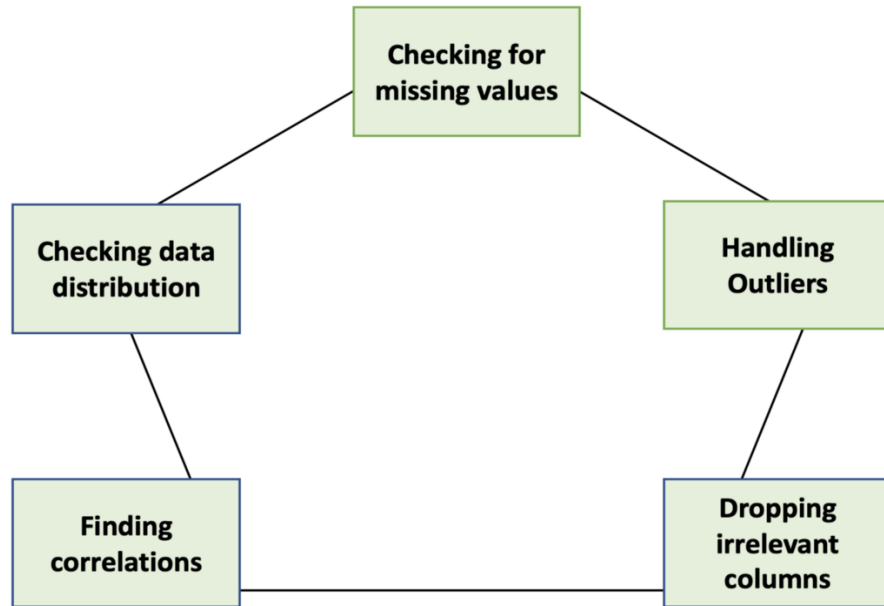 Checking for
missing values
Checking data
distribution
Handling
Outliers
Finding
correlations
Dropping
irrelevant
columns